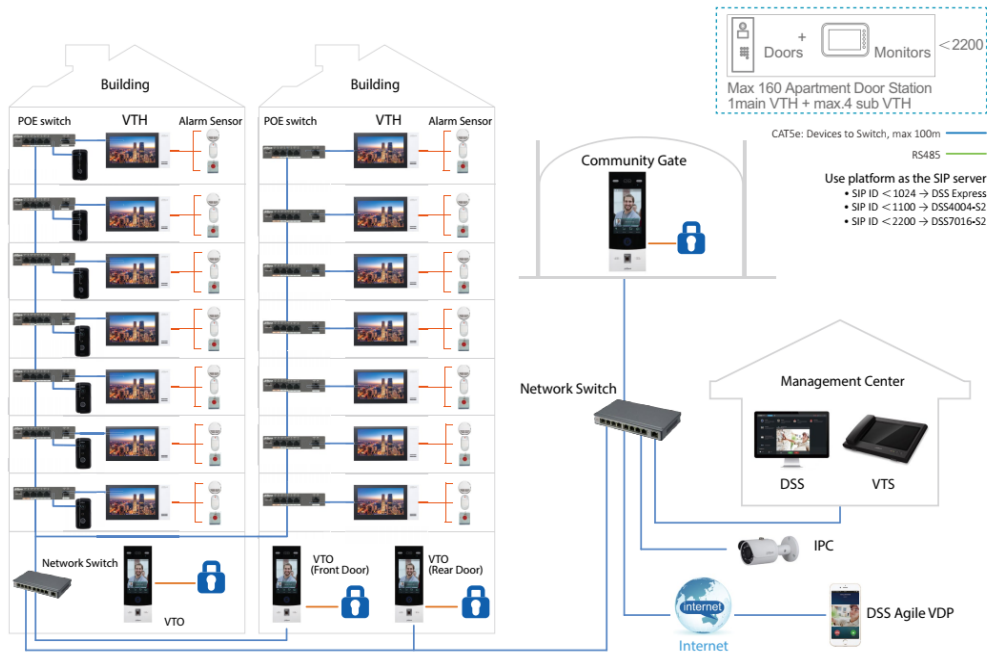 +
Doors
Monitors
<2200
Max 160 Apartment Door Station
1main VTH + max.4 sub VTH
CAT5e: Devices to Switch, max 100m
RS485
Use platform as the SIP server
• SIP ID <1024 → DSS Express
• SIP ID <1100 → DSS4004-S2
• SIP ID <2200 → DSS7016-S2
Building
POE switch
VTH
Alarm Sensor
Building
POE switch
VTH
Alarm Sensor
Community Gate
Network Switch
Management Center
DSS
VTS
IPC
internet
Internet
DSS Agile VDP
Network Switch
VTO
VTO
(Front Door)
VTO
(Rear Door)